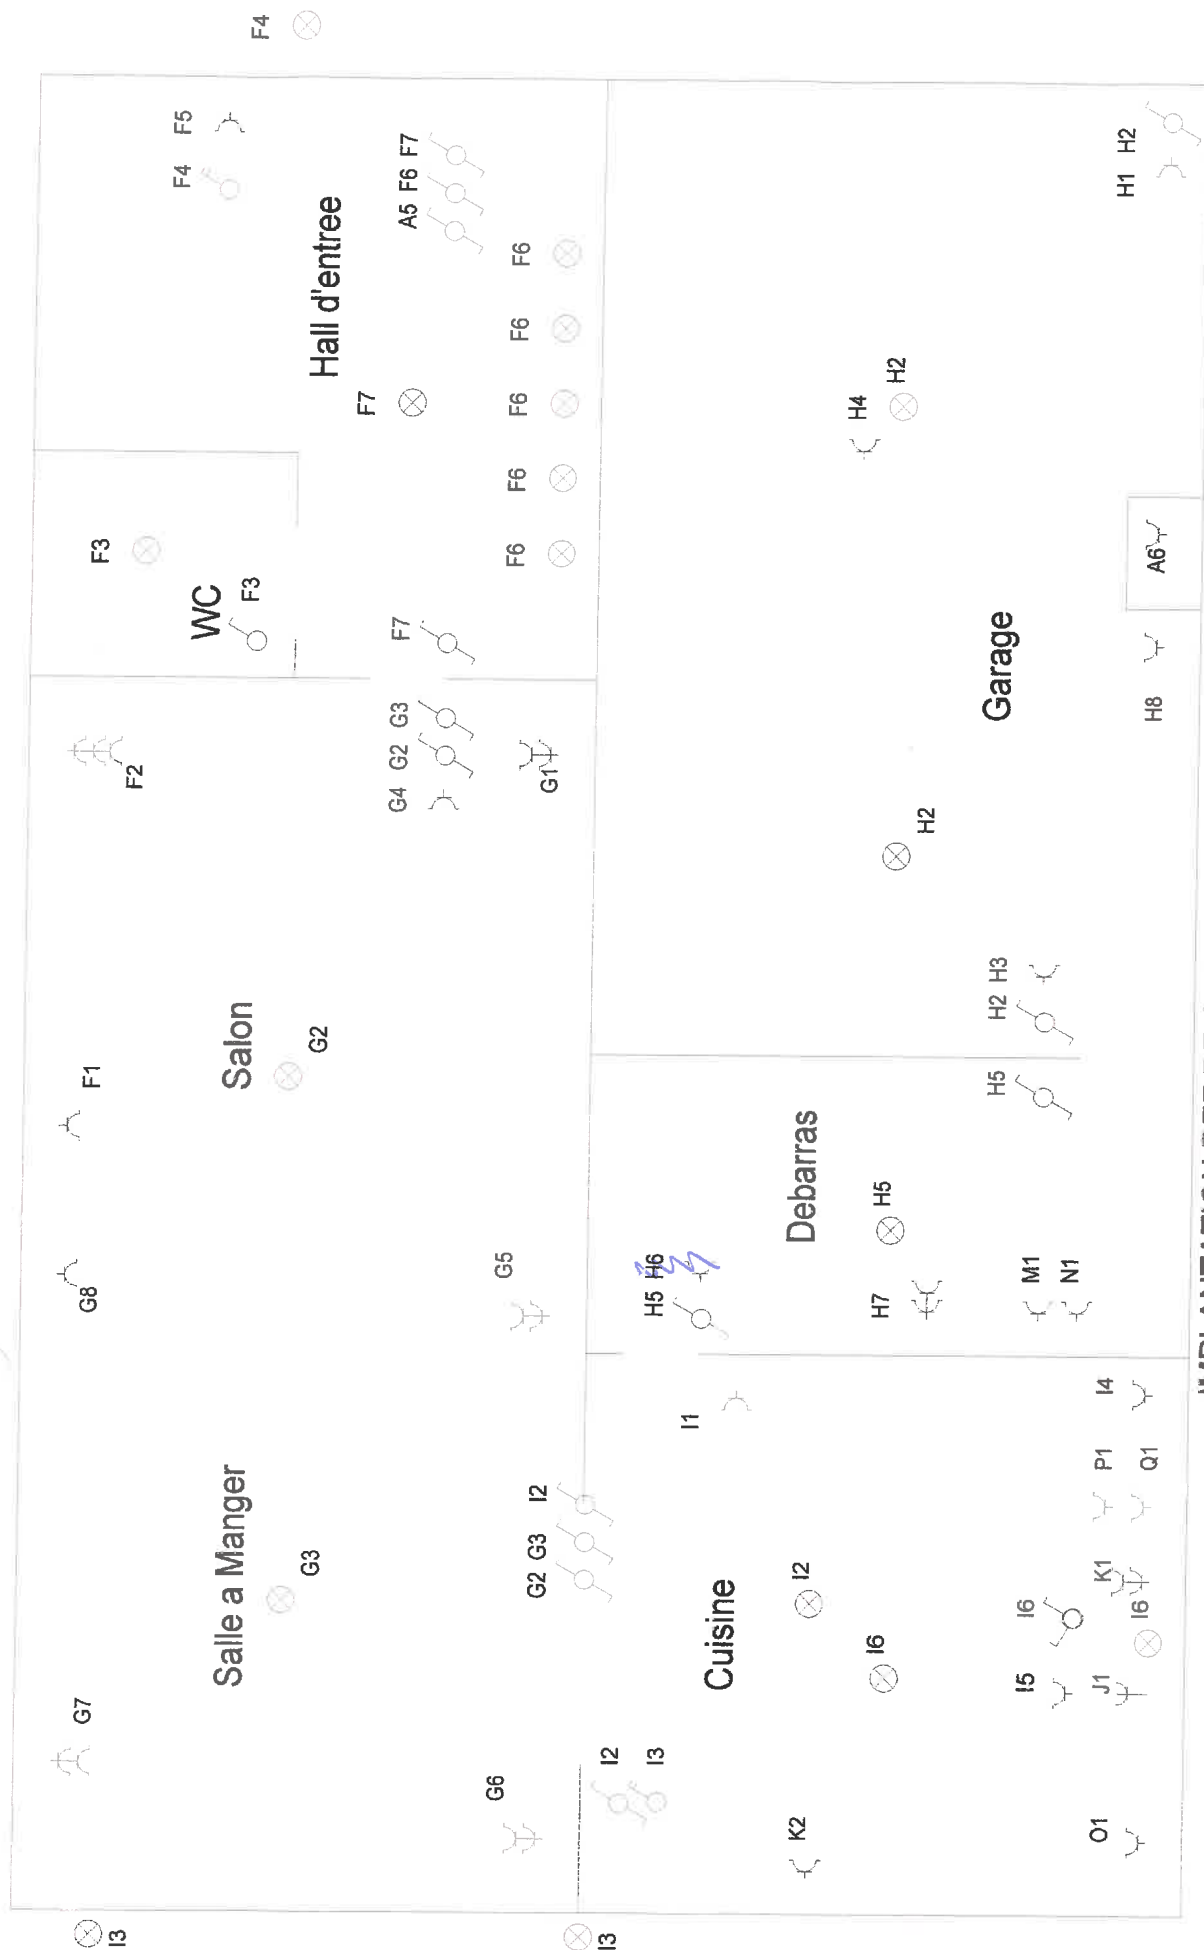 F4
F5
F4
A5 F6 F7
Hall d'entree
F7
F6
F6
F6
F6
F6
F3
WC
F3
F7
F2
G4 G2 G3
G1
Salon
G2
F1
G8
G5
Salle a Manger
G3
G7
G6
G2 G3 I2
I3
I3
H1 H2
H4
H2
A6
Garage
H8
H2
H2 H3
H5
Debarras
H5
H5 H6
H7
M1
N1
I1
I4
P1
Q1
K1
Cuisine
I2
I6
I6
I6
I5
J1
I2
I3
K2
O1